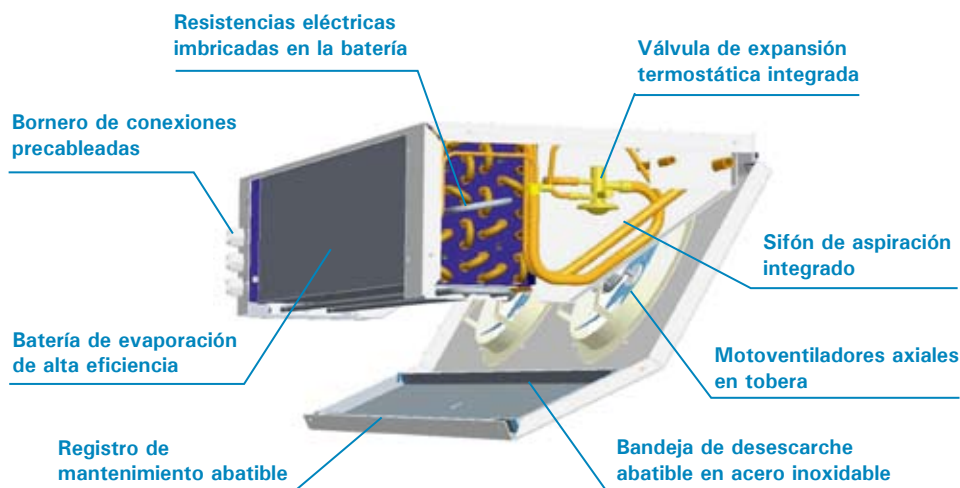 Resistencias eléctricas
imbricadas en la batería
Válvula de expansión
termostática integrada
Bornero de conexiones
precableadas
Sifón de aspiración
integrado
Batería de evaporación
de alta eficiencia
Motoventiladores axiales
en tobera
Registro de
mantenimiento abatible
Bandeja de desescarche
abatible en acero inoxidable